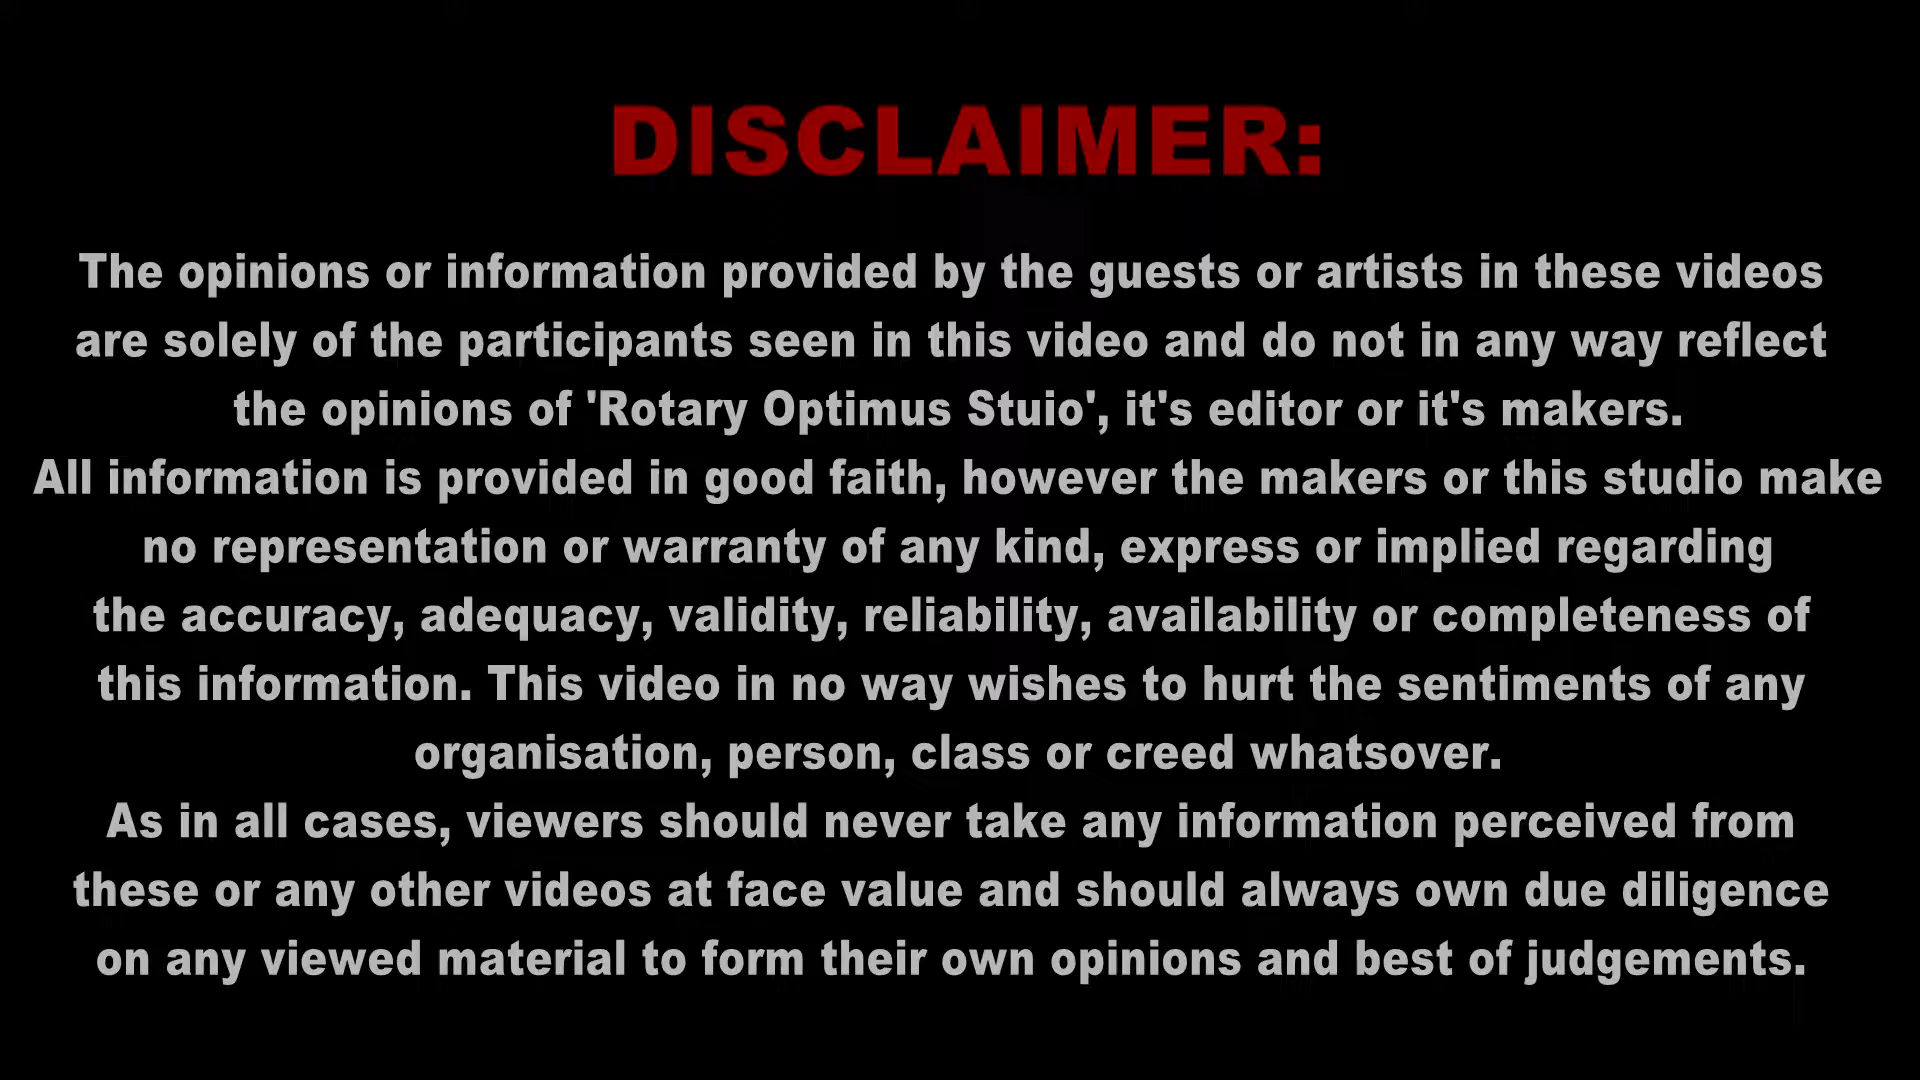 DISCLAIMER:
The opinions or information provided by the guests or artists in these videos
are solely of the participants seen in this video and do not in any way reflect
the opinions of 'Rotary Optimus Stuio', it's editor or it's makers.
All information is provided in good faith, however the makers or this studio make
no representation or warranty of any kind, express or implied regarding
the accuracy, adequacy, validity, reliability, availability or completeness of
this information. This video in no way wishes to hurt the sentiments of any
organisation, person, class or creed whatsover.
As in all cases, viewers should never take any information perceived from
these or any other videos at face value and should always own due diligence
on any viewed material to form their own opinions and best of judgements.